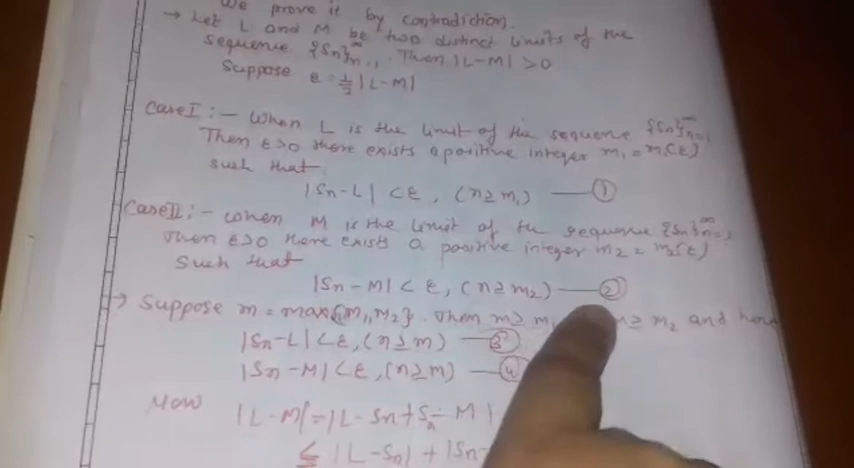 We prove it by contradiction.
→ Let L and M be two distinct limits of the
sequence {Sn}∞n=1. Then |L-M| > 0
Suppose e = 1/2 |L-M|
Case I :- When L is the limit of the sequence {Sn}∞n=1
Then ε>0 there exists a positive integer m1 = m1(ε)
such that
|Sn-L| < ε, (n≥m1) — ①
Case II :- When M is the limit of the sequence {Sn}∞n=1
Then ε>0 there exists a positive integer m2 = m2(ε)
such that
|Sn-M| < ε, (n≥m2) — ②
→ Suppose m = max{m1, m2}. Then m≥ m1 m≥ m2 and
|Sn-L| < ε, (n≥m) — ③
|Sn-M| < ε, (n≥m) — ④
Now |L-M| = |L-Sn+Sn-M|
≤ |L-Sn| + |Sn-